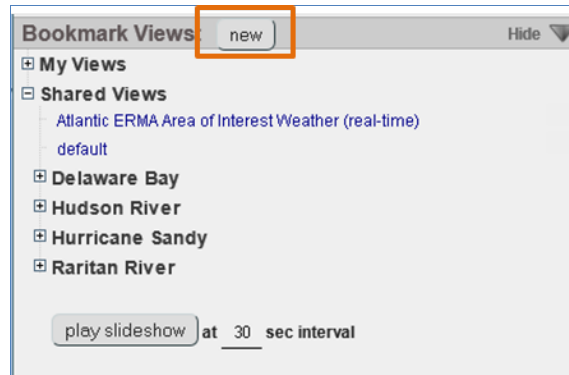 Bookmark Views: new Hide
My Views
Shared Views
Atlantic ERMA Area of Interest Weather (real-time)
default
Delaware Bay
Hudson River
Hurricane Sandy
Raritan River
play slideshow at 30 sec interval